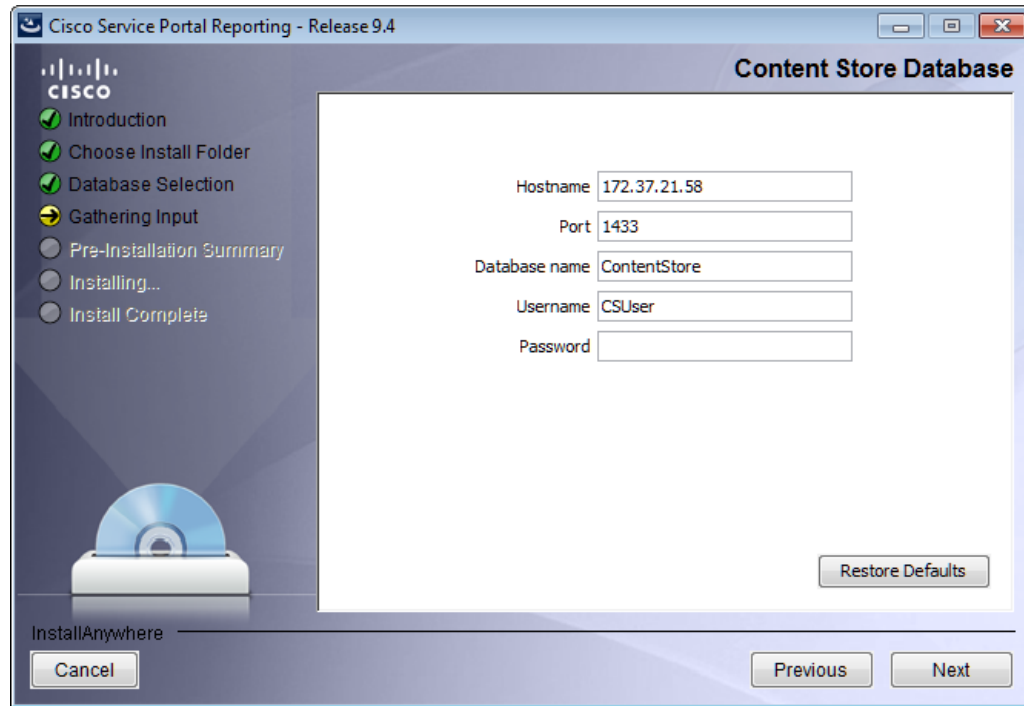 Cisco Service Portal Reporting - Release 9.4
CISCO
Content Store Database
Introduction
Choose Install Folder
Database Selection
Gathering Input
Pre-Installation Summary
Installing...
Install Complete
Hostname 172.37.21.58
Port 1433
Database name ContentStore
Username CSUser
Password
Restore Defaults
InstallAnywhere
Cancel
Previous
Next